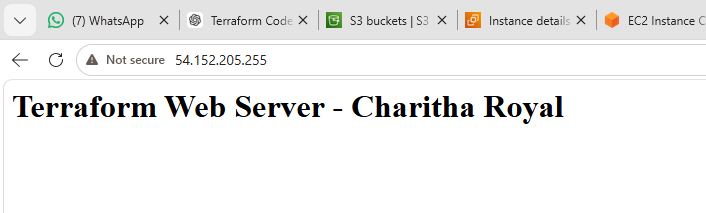 (7) WhatsApp
Terraform Code
S3 buckets | S3
Instance details
EC2 Instance C
Not secure 54.152.205.255
Terraform Web Server - Charitha Royal